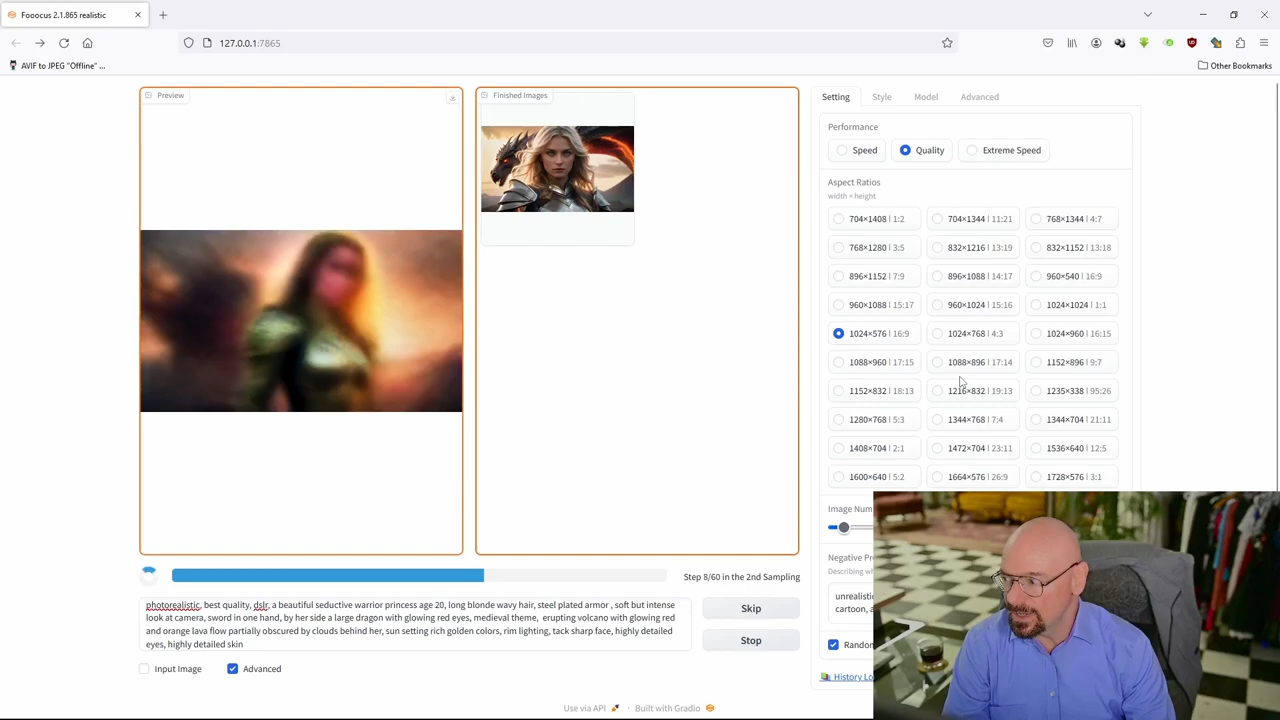 Fooocus 2.1.865 realistic
127.0.0.1:7865
AVIF to JPEG "Offline" ...
Other Bookmarks
Preview
Finished Images
Setting Style Model Advanced
Performance
Speed Quality Extreme Speed
Aspect Ratios
width × height
704×1408 | 1:2 704×1344 | 11:21 768×1344 | 4:7
768×1280 | 3:5 832×1216 | 13:19 832×1152 | 13:18
896×1152 | 7:9 896×1088 | 14:17 960×540 | 16:9
960×1088 | 15:17 960×1024 | 15:16 1024×1024 | 1:1
1024×576 | 16:9 1024×768 | 4:3 1024×960 | 16:15
1088×960 | 17:15 1088×896 | 17:14 1152×896 | 9:7
1152×832 | 18:13 1216×832 | 19:13 1235×338 | 95:26
1280×768 | 5:3 1344×768 | 7:4 1344×704 | 21:11
1408×704 | 2:1 1472×704 | 23:11 1536×640 | 12:5
1600×640 | 5:2 1664×576 | 26:9 1728×576 | 3:1
Image Num
Negative Pr
Describing wh
unrealistic
cartoon, a
Random
History Lo
Step 8/60 in the 2nd Sampling
photorealistic, best quality, dslr, a beautiful seductive warrior princess age 20, long blonde wavy hair, steel plated armor , soft but intense
look at camera, sword in one hand, by her side a large dragon with glowing red eyes, medieval theme, erupting volcano with glowing red
and orange lava flow partially obscured by clouds behind her, sun setting rich golden colors, rim lighting, tack sharp face, highly detailed
eyes, highly detailed skin
Skip
Stop
Input Image Advanced
Use via API · Built with Gradio